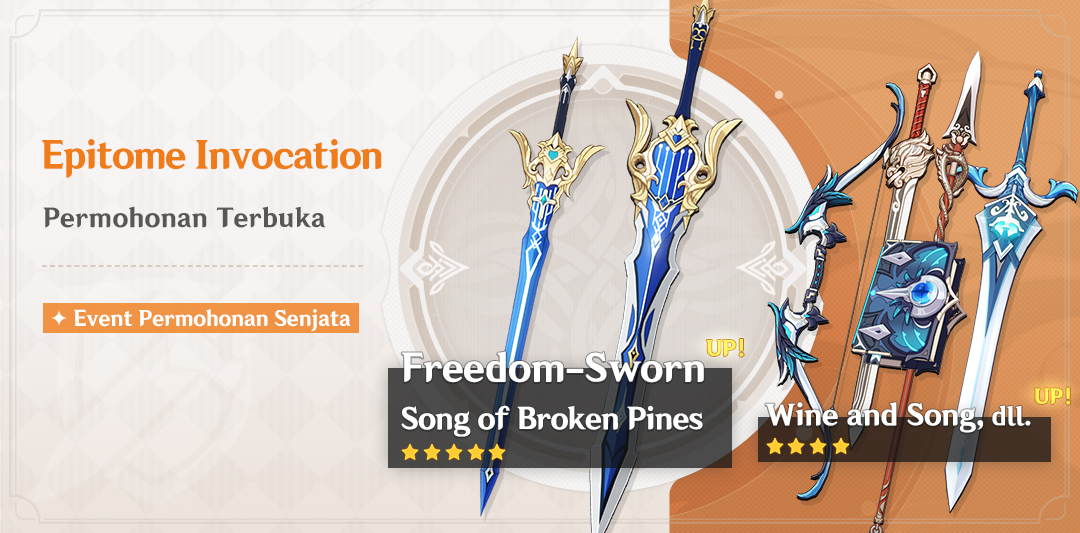 Epitome Invocation
Permohonan Terbuka
✦ Event Permohonan Senjata
UP!
Freedom-Sworn
Song of Broken Pines
UP!
Wine and Song, dll.